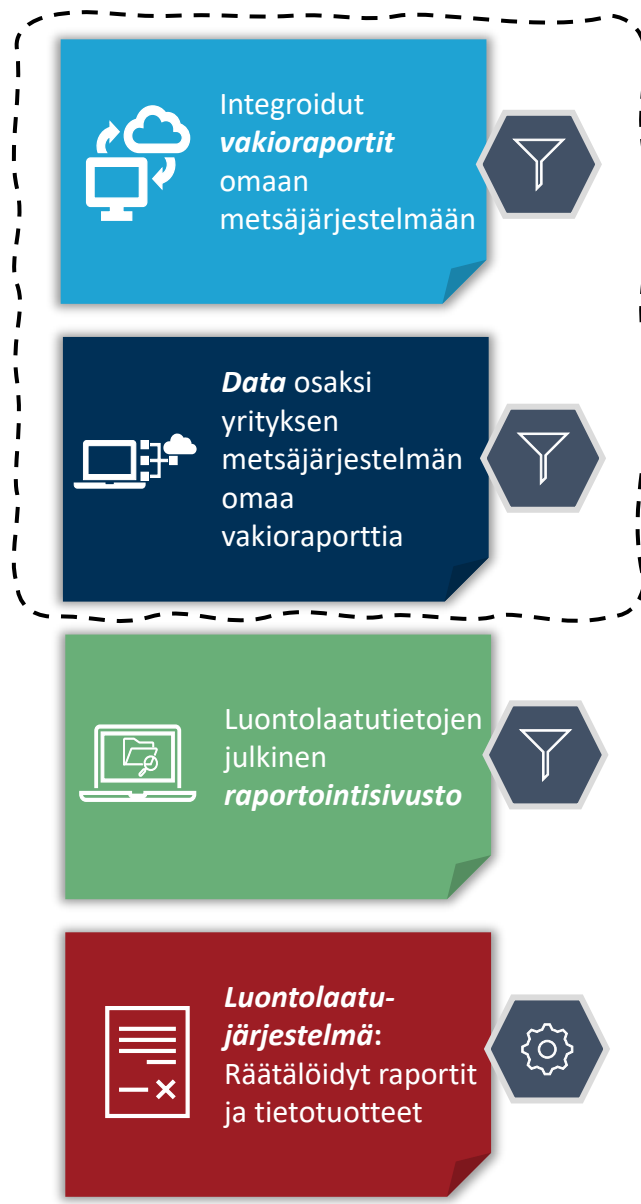 Integroidut
vakioraportit
omaan
metsäjärjestelmään
Data osaksi
yrityksen
metsäjärjestelmän
omaa
vakioraporttia
Luontolaatutietojen
julkinen
raportointisivusto
Luontolaatu-
järjestelmä:
Räätälöidyt raportit
ja tietotuotteet